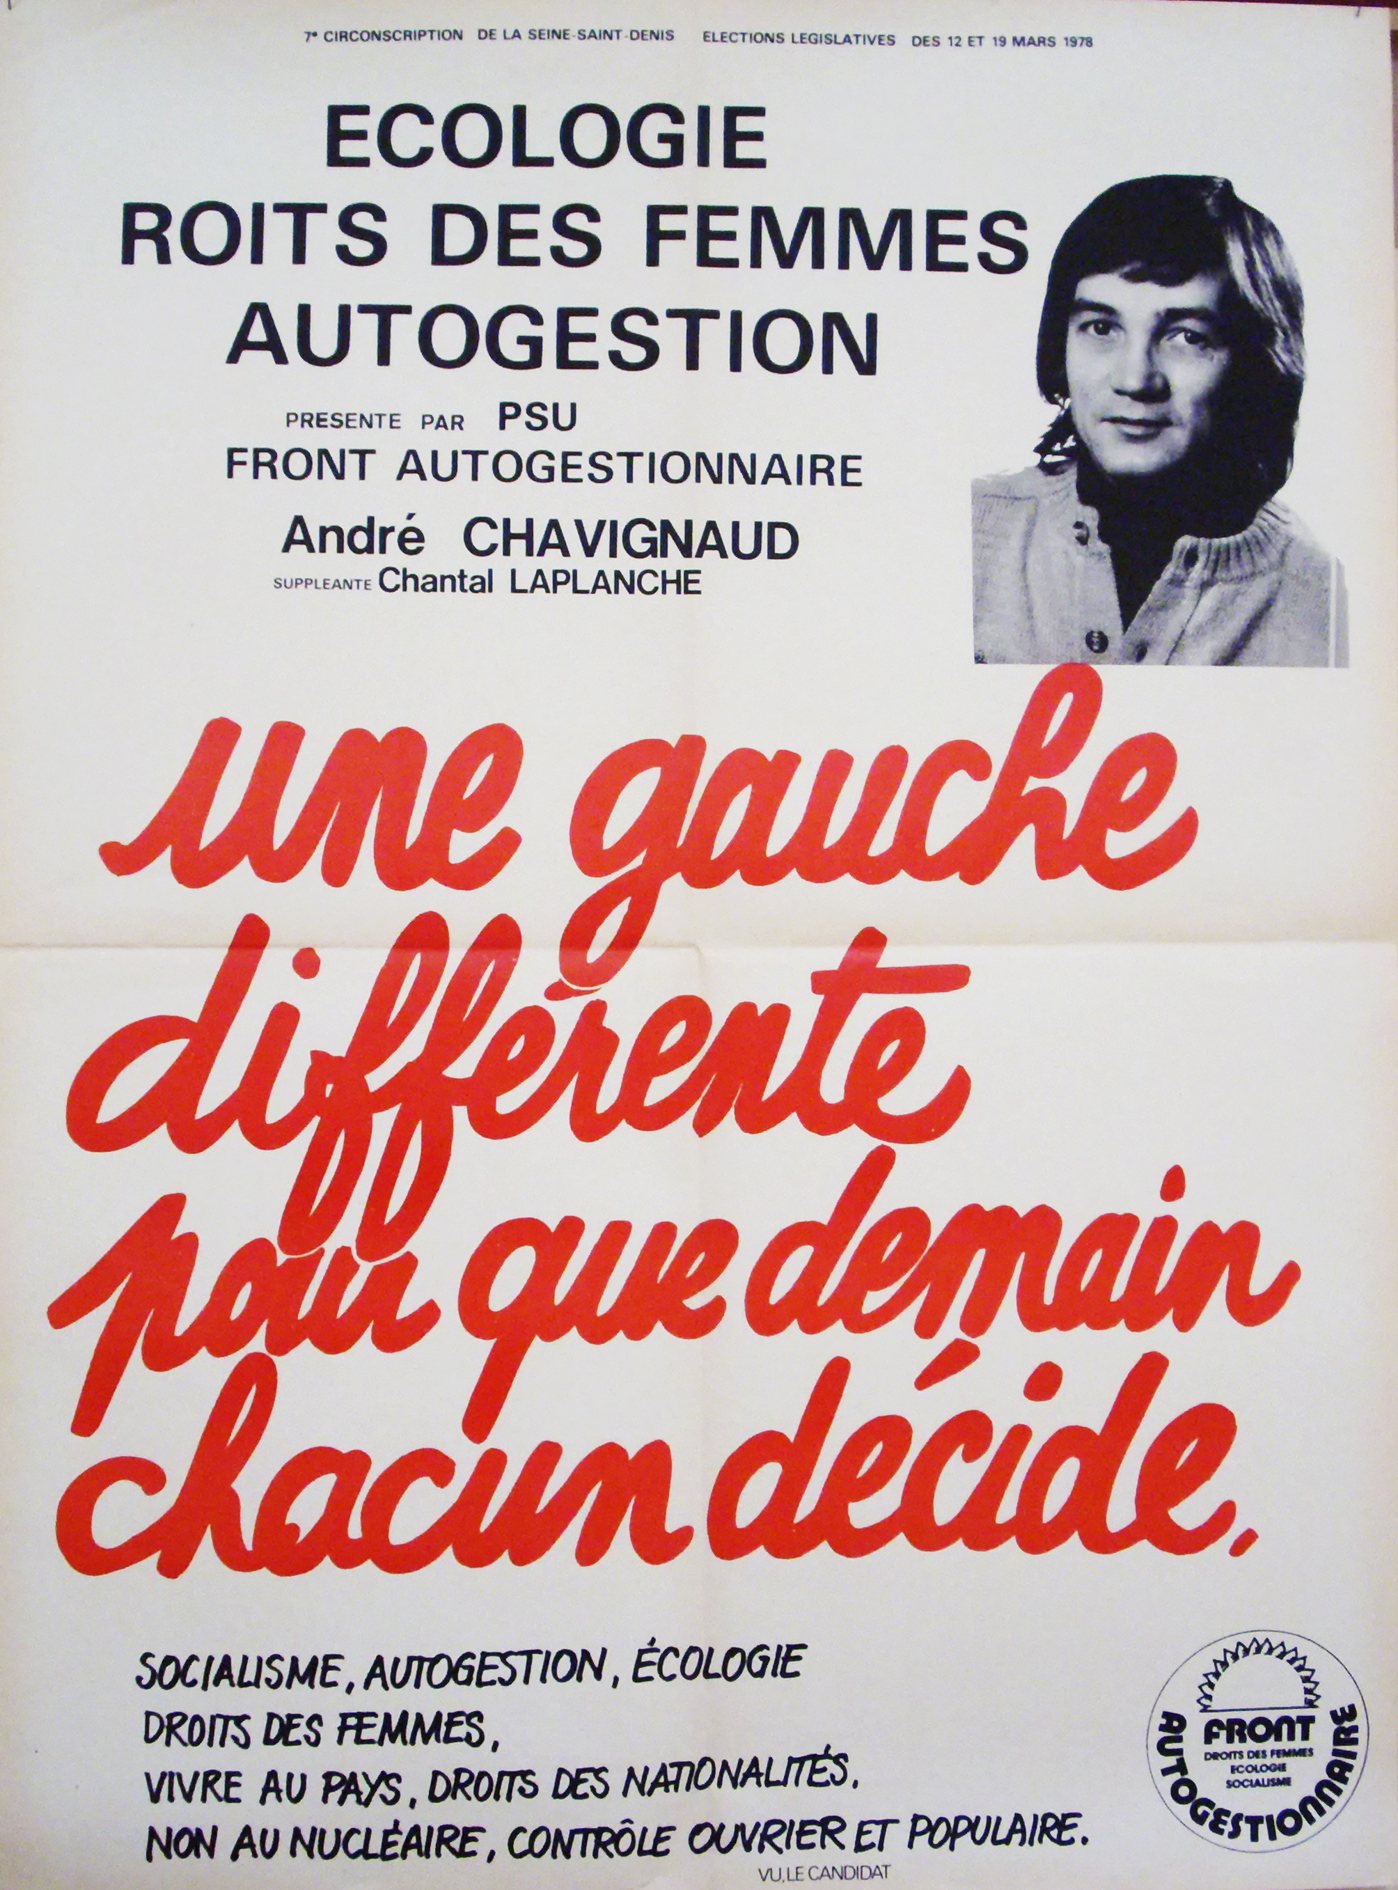 7e CIRCONSCRIPTION DE LA SEINE-SAINT-DENIS ELECTIONS LEGISLATIVES DES 12 ET 19 MARS 1978
ECOLOGIE
ROITS DES FEMMES
AUTOGESTION
PRESENTE PAR PSU
FRONT AUTOGESTIONNAIRE
André CHAVIGNAUD
SUPPLEANTE Chantal LAPLANCHE
une gauche
différente
pour que demain
chacun décide.
SOCIALISME, AUTOGESTION, ÉCOLOGIE
DROITS DES FEMMES,
VIVRE AU PAYS, DROITS DES NATIONALITÉS,
NON AU NUCLÉAIRE, CONTRÔLE OUVRIER ET POPULAIRE.
VU, LE CANDIDAT
FRONT
DROITS DES FEMMES
ECOLOGIE
SOCIALISME
AUTOGESTIONNAIRE